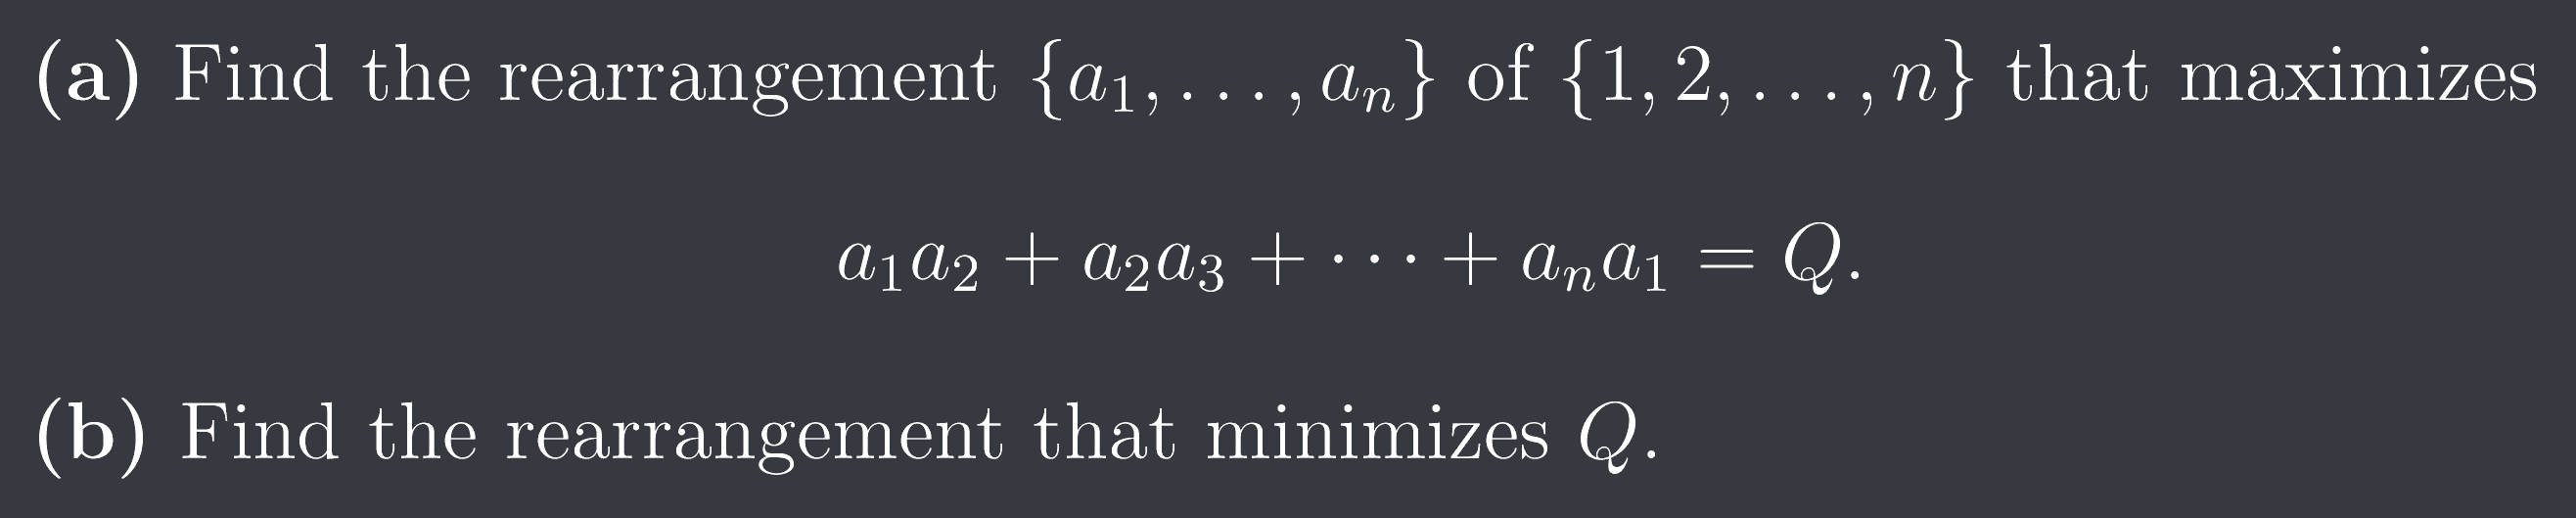 (a) Find the rearrangement {a₁, . . . , aₙ} of {1, 2, . . . , n} that maximizes
a₁a₂ + a₂a₃ + · · · + aₙa₁ = Q.
(b) Find the rearrangement that minimizes Q.